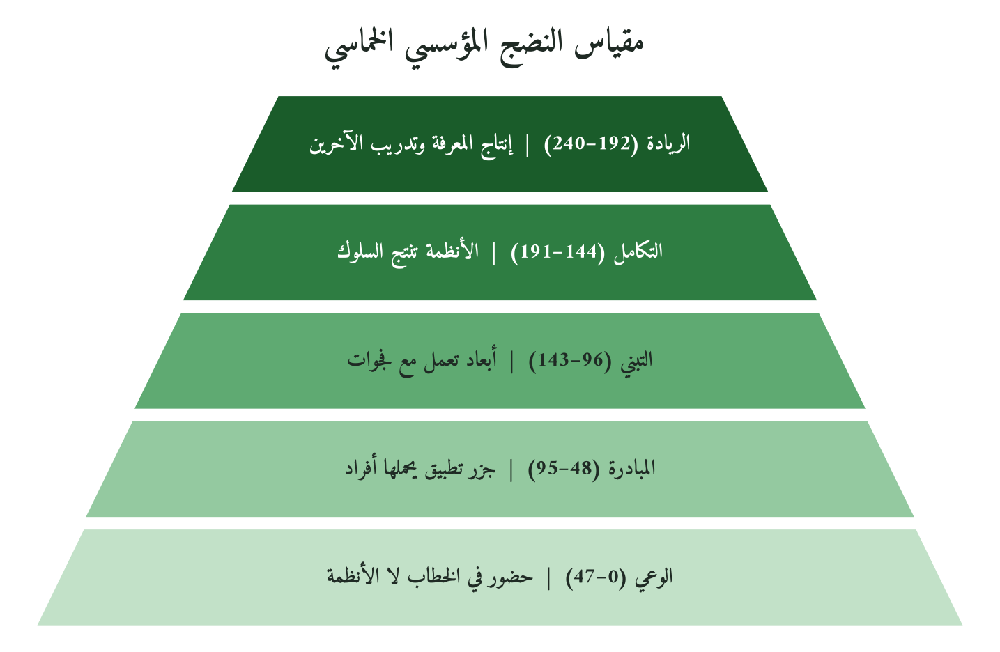 مقياس النضج المؤسسي الخماسي
الريادة (192–240) | إنتاج المعرفة وتدريب الآخرين
التكامل (144–191) | الأنظمة تنتج السلوك
التبني (96–143) | أبعاد تعمل مع فجوات
المبادرة (48–95) | جزر تطبيق يحملها أفراد
الوعي (0–47) | حضور في الخطاب لا الأنظمة